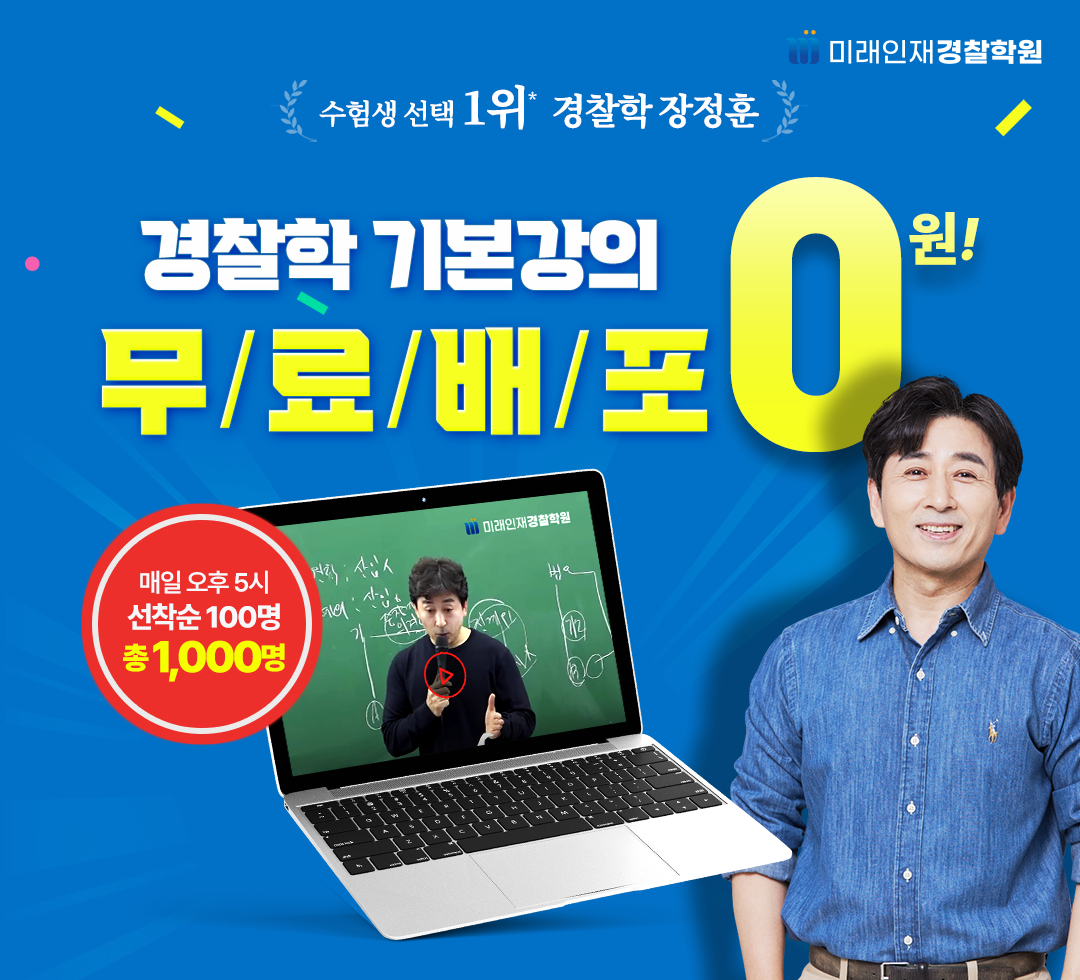 미래인재경찰학원
수험생 선택 1위* 경찰학 장정훈
경찰학 기본강의
무/료/배/포
0원!
미래인재경찰학원
매일 오후 5시
선착순 100명
총 1,000명